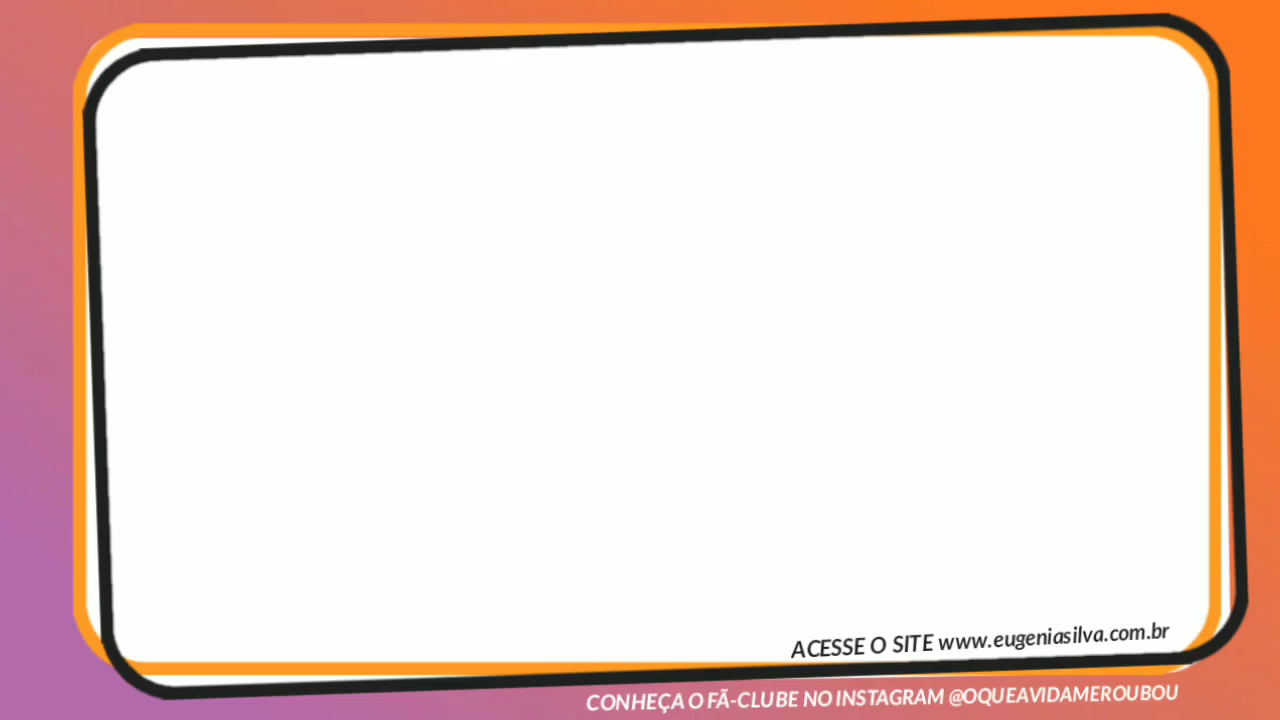 ACESSE O SITE www.eugeniasilva.com.br
CONHEÇA O FÃ-CLUBE NO INSTAGRAM @OQUEAVIDAMEROUBOU